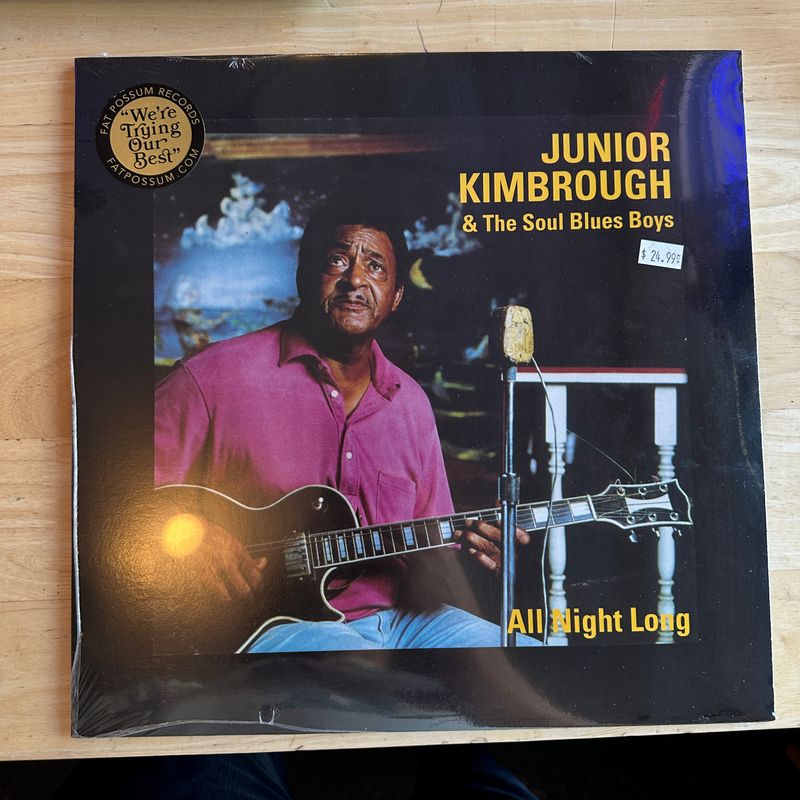 FAT POSSUM RECORDS
"We're
Trying
Our
Best"
FATPOSSUM.COM
JUNIOR
KIMBROUGH
& The Soul Blues Boys
$ 24.99
All Night Long